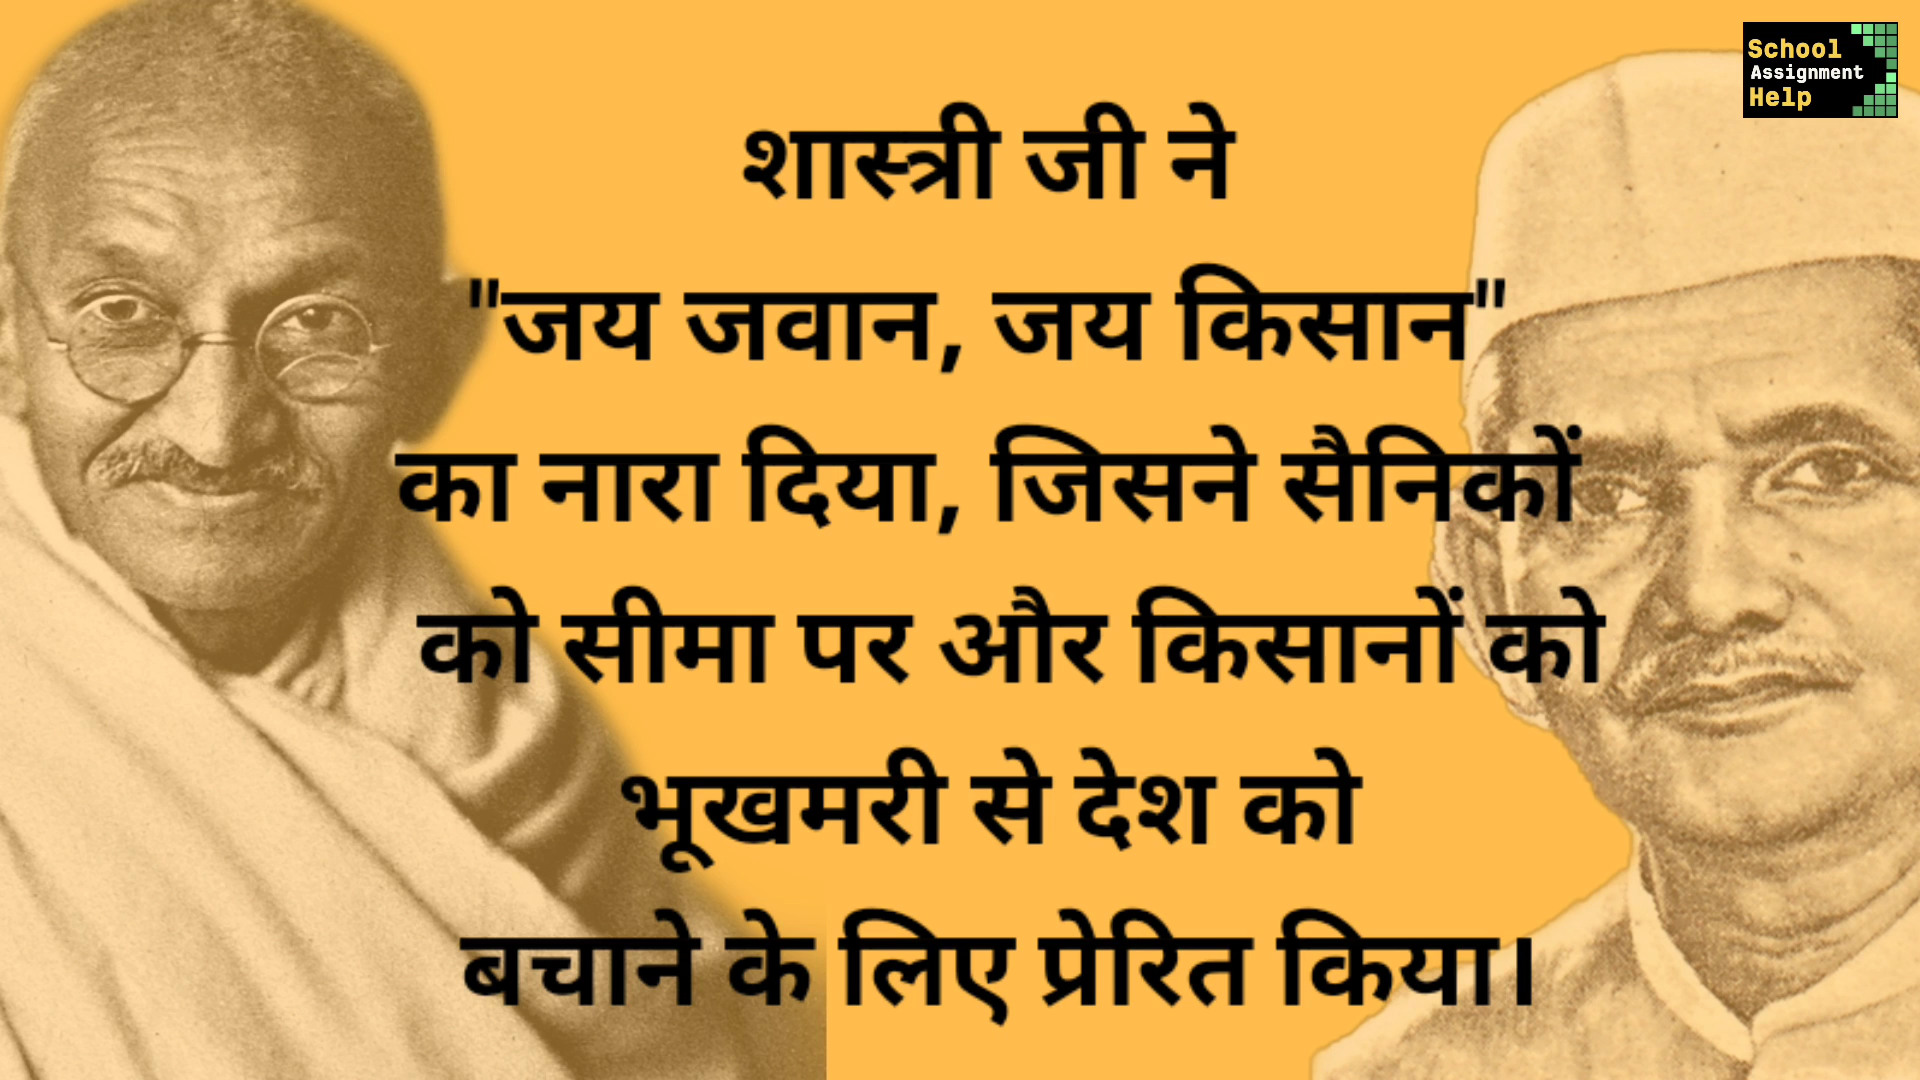 School
Assignment
Help
शास्त्री जी ने
"जय जवान, जय किसान"
का नारा दिया, जिसने सैनिकों
को सीमा पर और किसानों को
भूखमरी से देश को
बचाने के लिए प्रेरित किया।